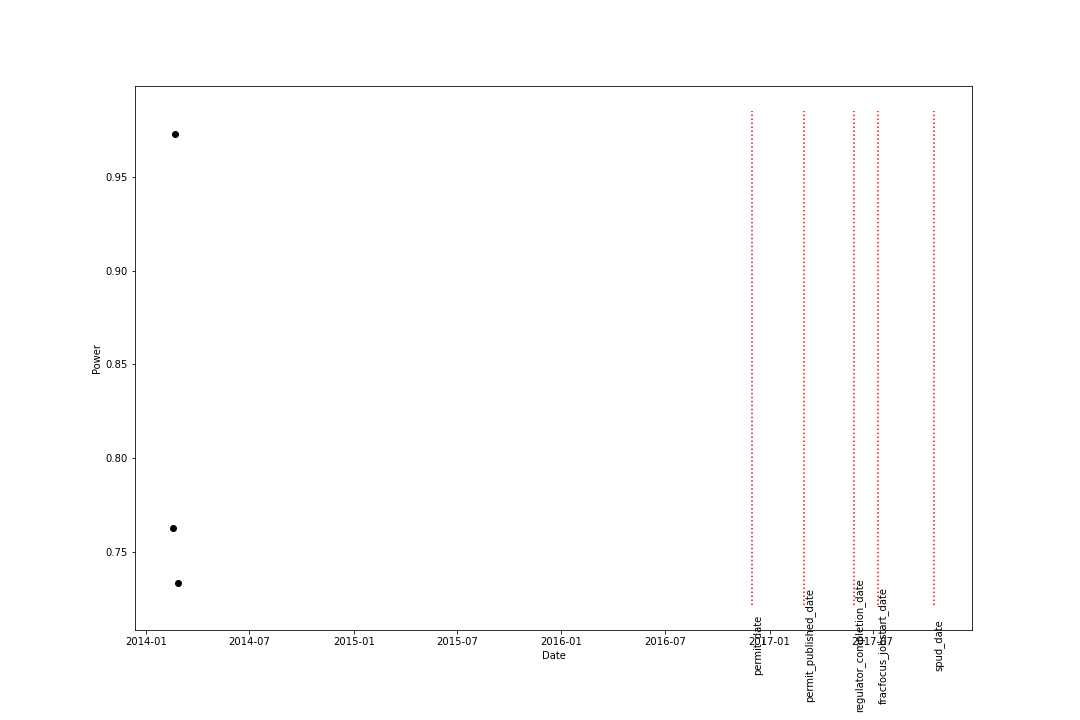 0.95
0.90
0.85
0.80
0.75
Power
2014-01
2014-07
2015-01
2015-07
2016-01
2016-07
2017-01
2017-07
Date
permit_date
permit_published_date
regulator_completion_date
fracfocus_jobstart_date
spud_date